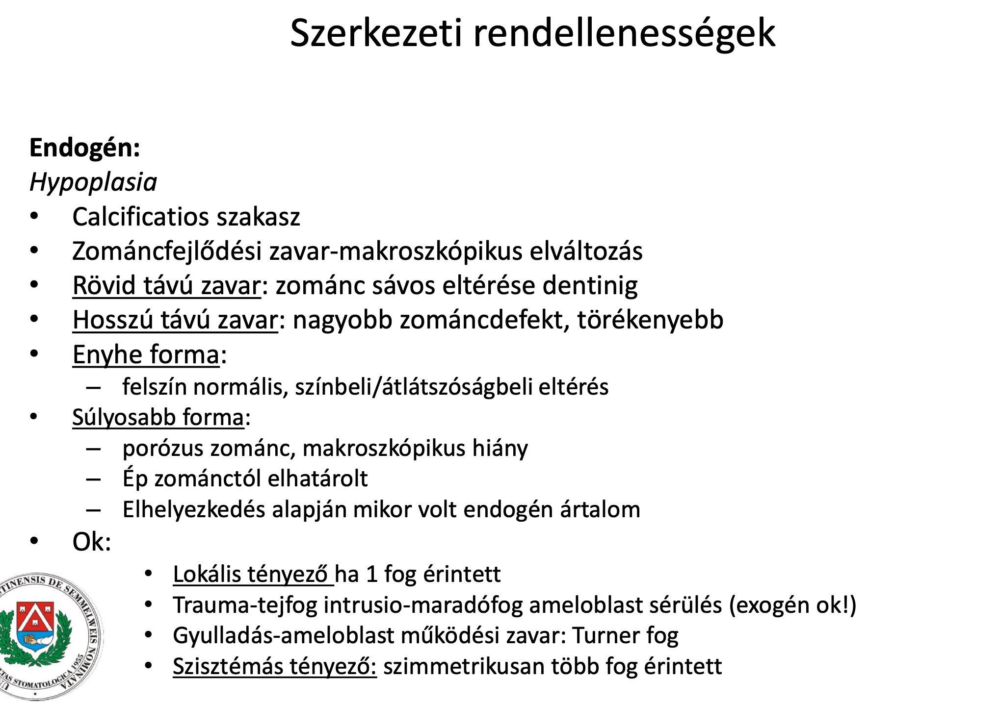 Szerkezeti rendellenességek
Endogén:
Hypoplasia
• Calcificatios szakasz
• Zománcfejlődési zavar-makroszkópikus elváltozás
• Rövid távú zavar: zománc sávos eltérése dentinig
• Hosszú távú zavar: nagyobb zománcdefekt, törékenyebb
• Enyhe forma:
– felszín normális, színbeli/átlátszóságbeli eltérés
• Súlyosabb forma:
– porózus zománc, makroszkópikus hiány
– Ép zománctól elhatárolt
– Elhelyezkedés alapján mikor volt endogén ártalom
• Ok:
• Lokális tényező ha 1 fog érintett
• Trauma-tejfog intrusio-maradófog ameloblast sérülés (exogén ok!)
• Gyulladás-ameloblast működési zavar: Turner fog
• Szisztémás tényező: szimmetrikusan több fog érintett
TINENSIS DE SEMMELWEIS NOMINATA
TAS STOMATOLOGICA 1955